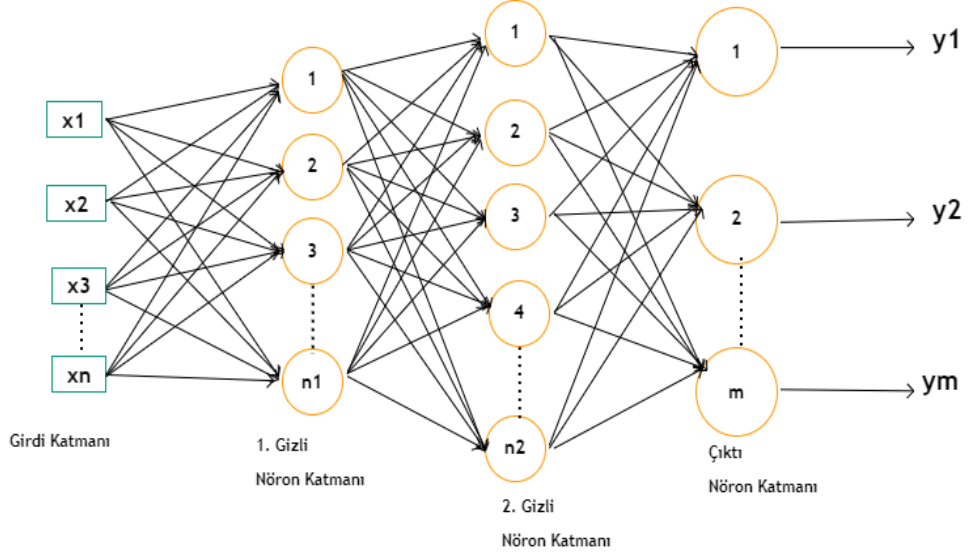 x1
x2
x3
xn
Girdi Katmanı
1
2
3
n1
1. Gizli
Nöron Katmanı
1
2
3
4
n2
2. Gizli
Nöron Katmanı
1
2
m
Çıktı
Nöron Katmanı
y1
y2
ym